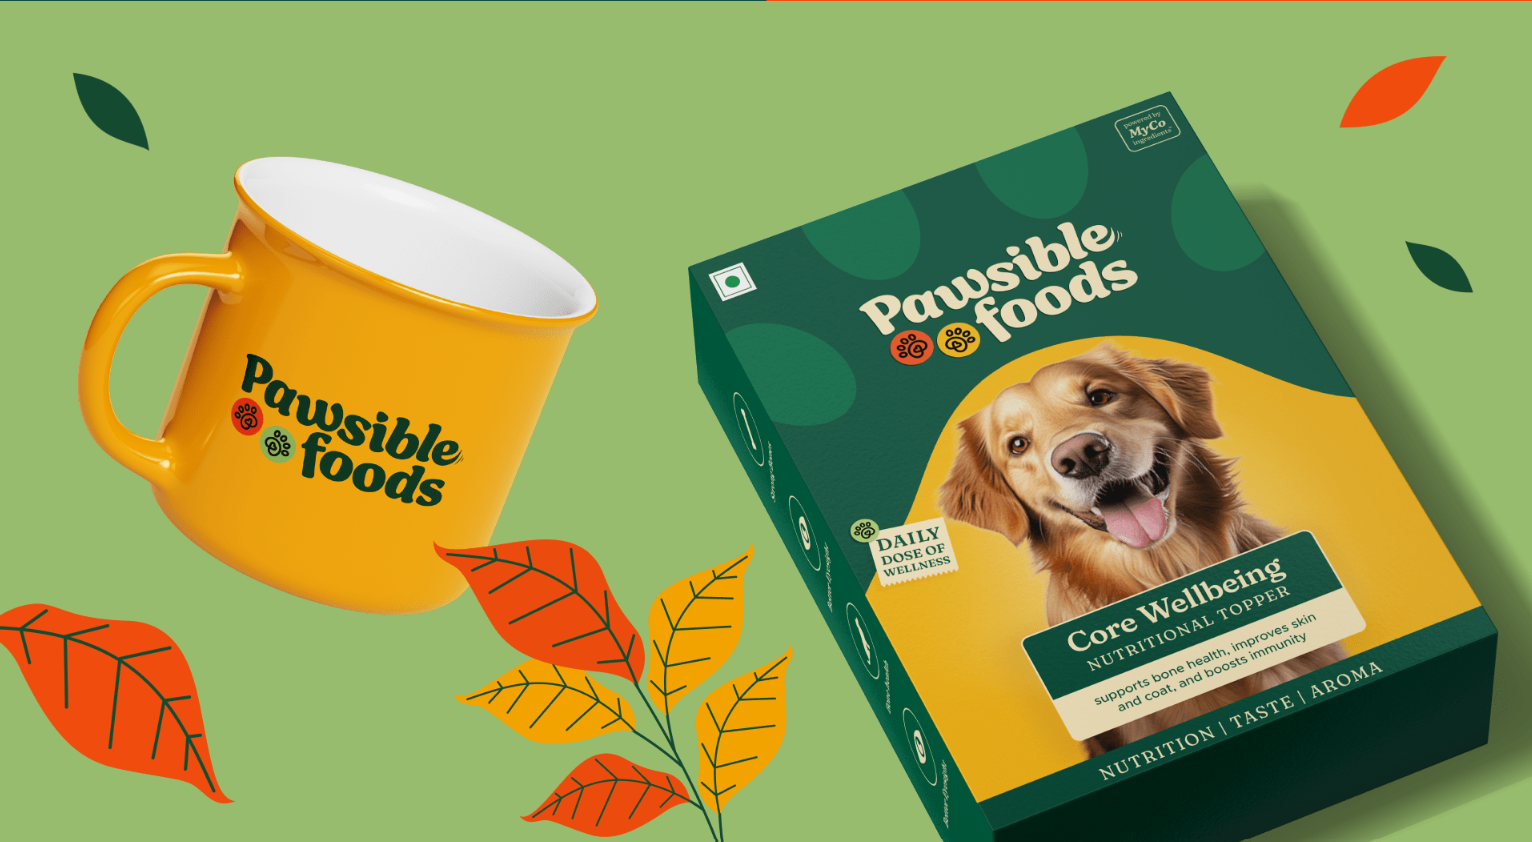 Pawsible
foods
powered by
MyCo
ingredients
Pawsible
foods
DAILY
DOSE OF
WELLNESS
Core Wellbeing
NUTRITIONAL TOPPER
supports bone health, improves skin
and coat, and boosts immunity
NUTRITION | TASTE | AROMA